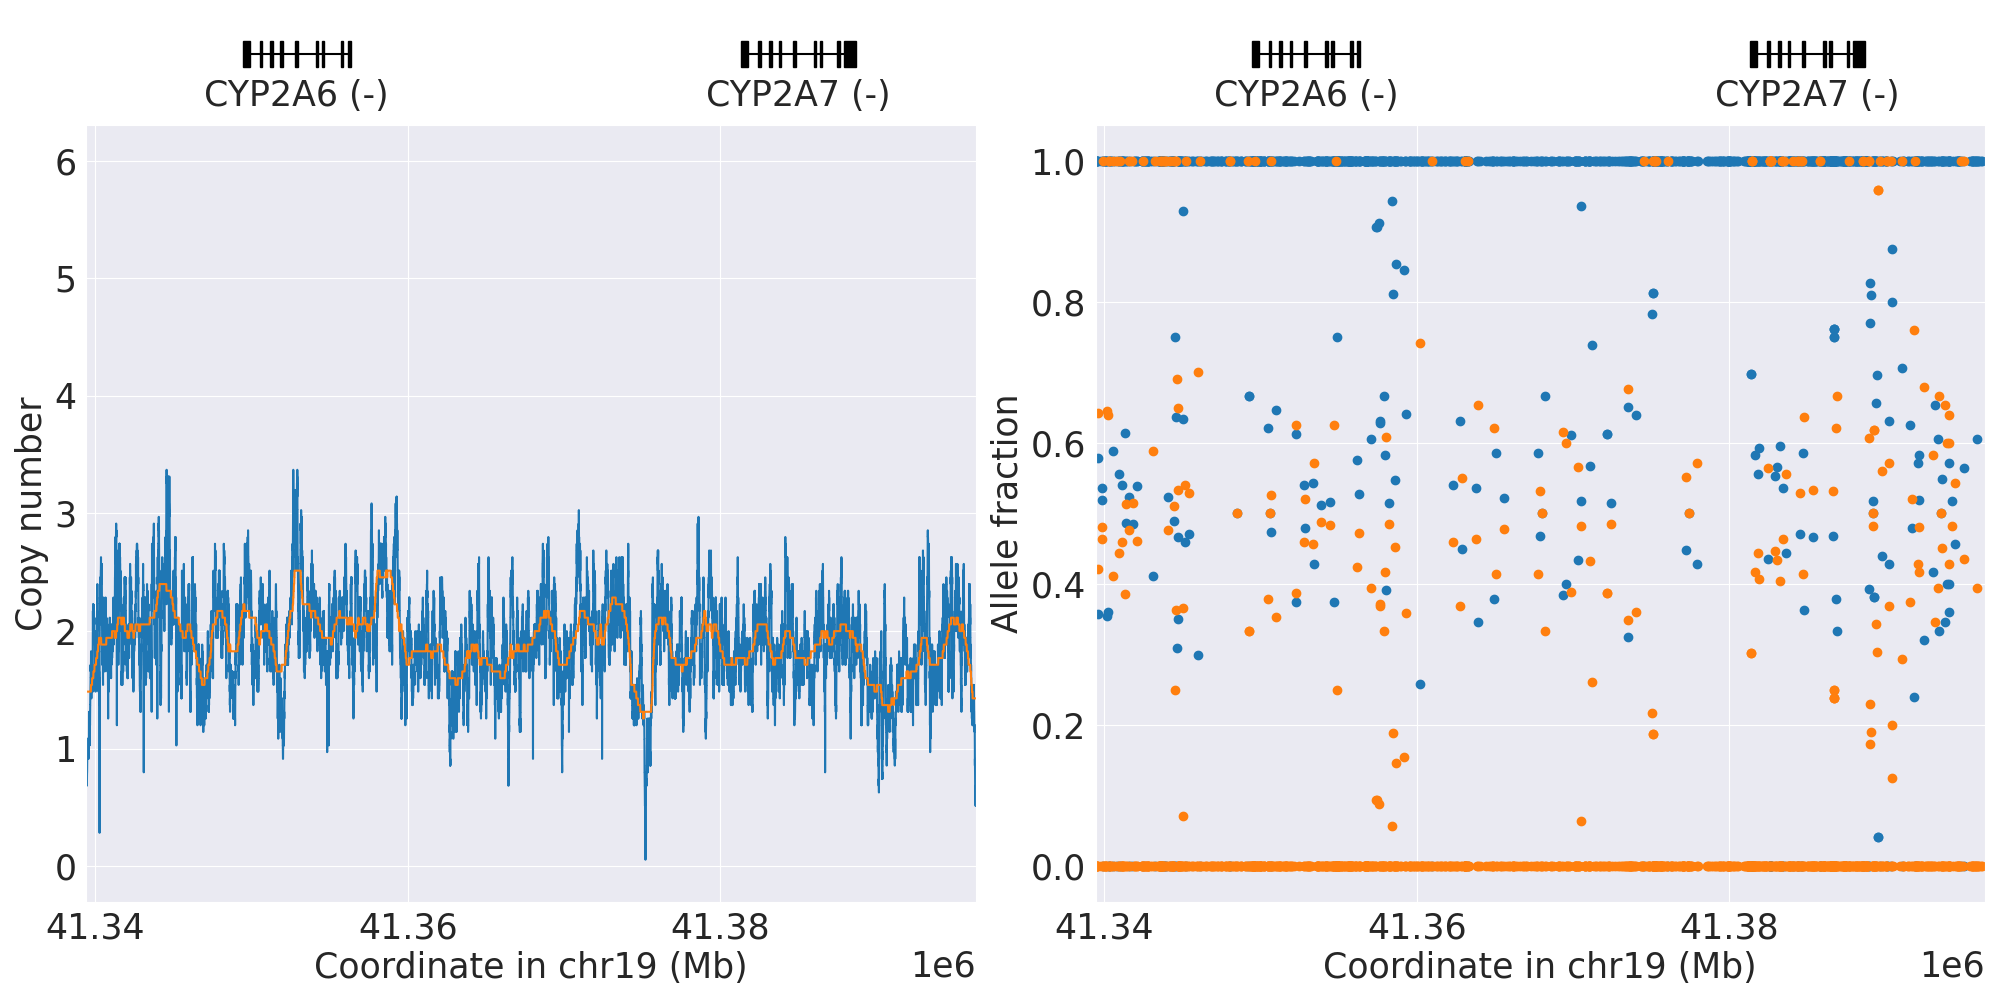 CYP2A6 (-)
CYP2A7 (-)
6
5
4
3
2
1
0
Copy number
41.34
41.36
41.38
Coordinate in chr19 (Mb)
1e6
CYP2A6 (-)
CYP2A7 (-)
1.0
0.8
0.6
0.4
0.2
0.0
Allele fraction
41.34
41.36
41.38
Coordinate in chr19 (Mb)
1e6